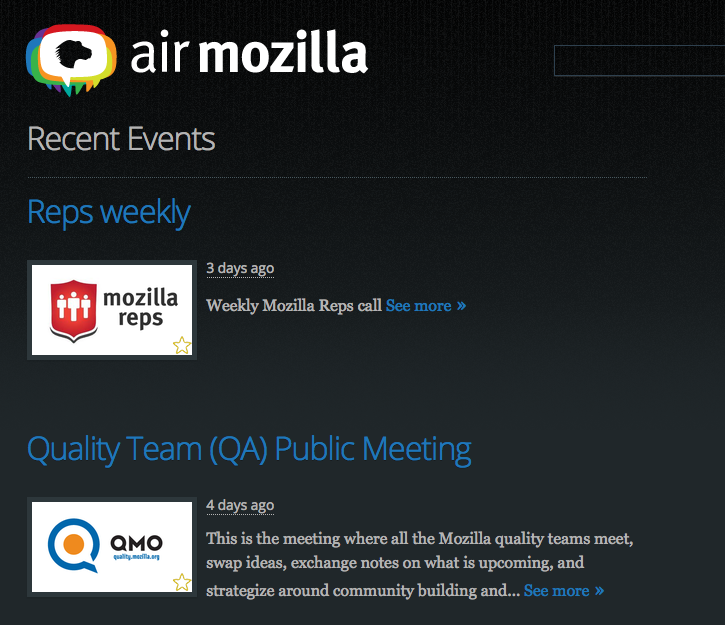 air mozilla
Recent Events
Reps weekly
mozilla
reps
3 days ago
Weekly Mozilla Reps call See more »
Quality Team (QA) Public Meeting
QMO
quality.mozilla.org
4 days ago
This is the meeting where all the Mozilla quality teams meet,
swap ideas, exchange notes on what is upcoming, and
strategize around community building and... See more »